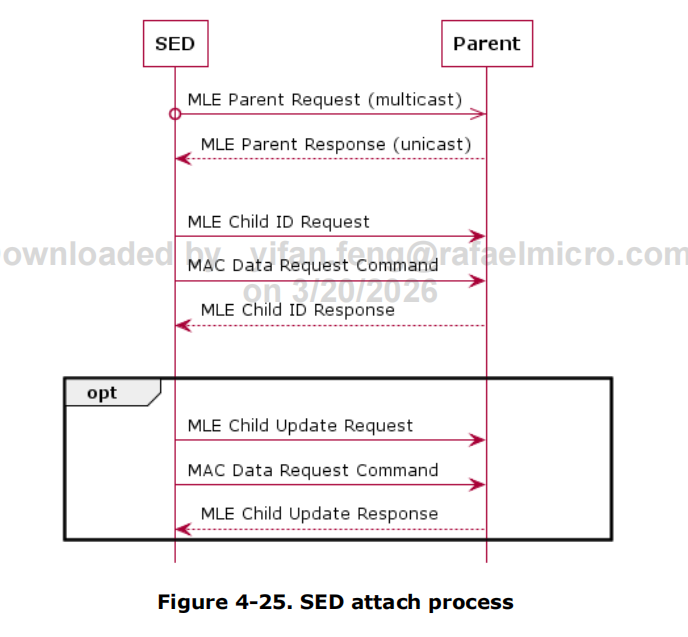 SED
Parent
MLE Parent Request (multicast)
MLE Parent Response (unicast)
MLE Child ID Request
ownloaded by yifan.feng@rafaelmicro.com
MAC Data Request Command
on 3/20/2026
MLE Child ID Response
opt
MLE Child Update Request
MAC Data Request Command
MLE Child Update Response
Figure 4-25. SED attach process